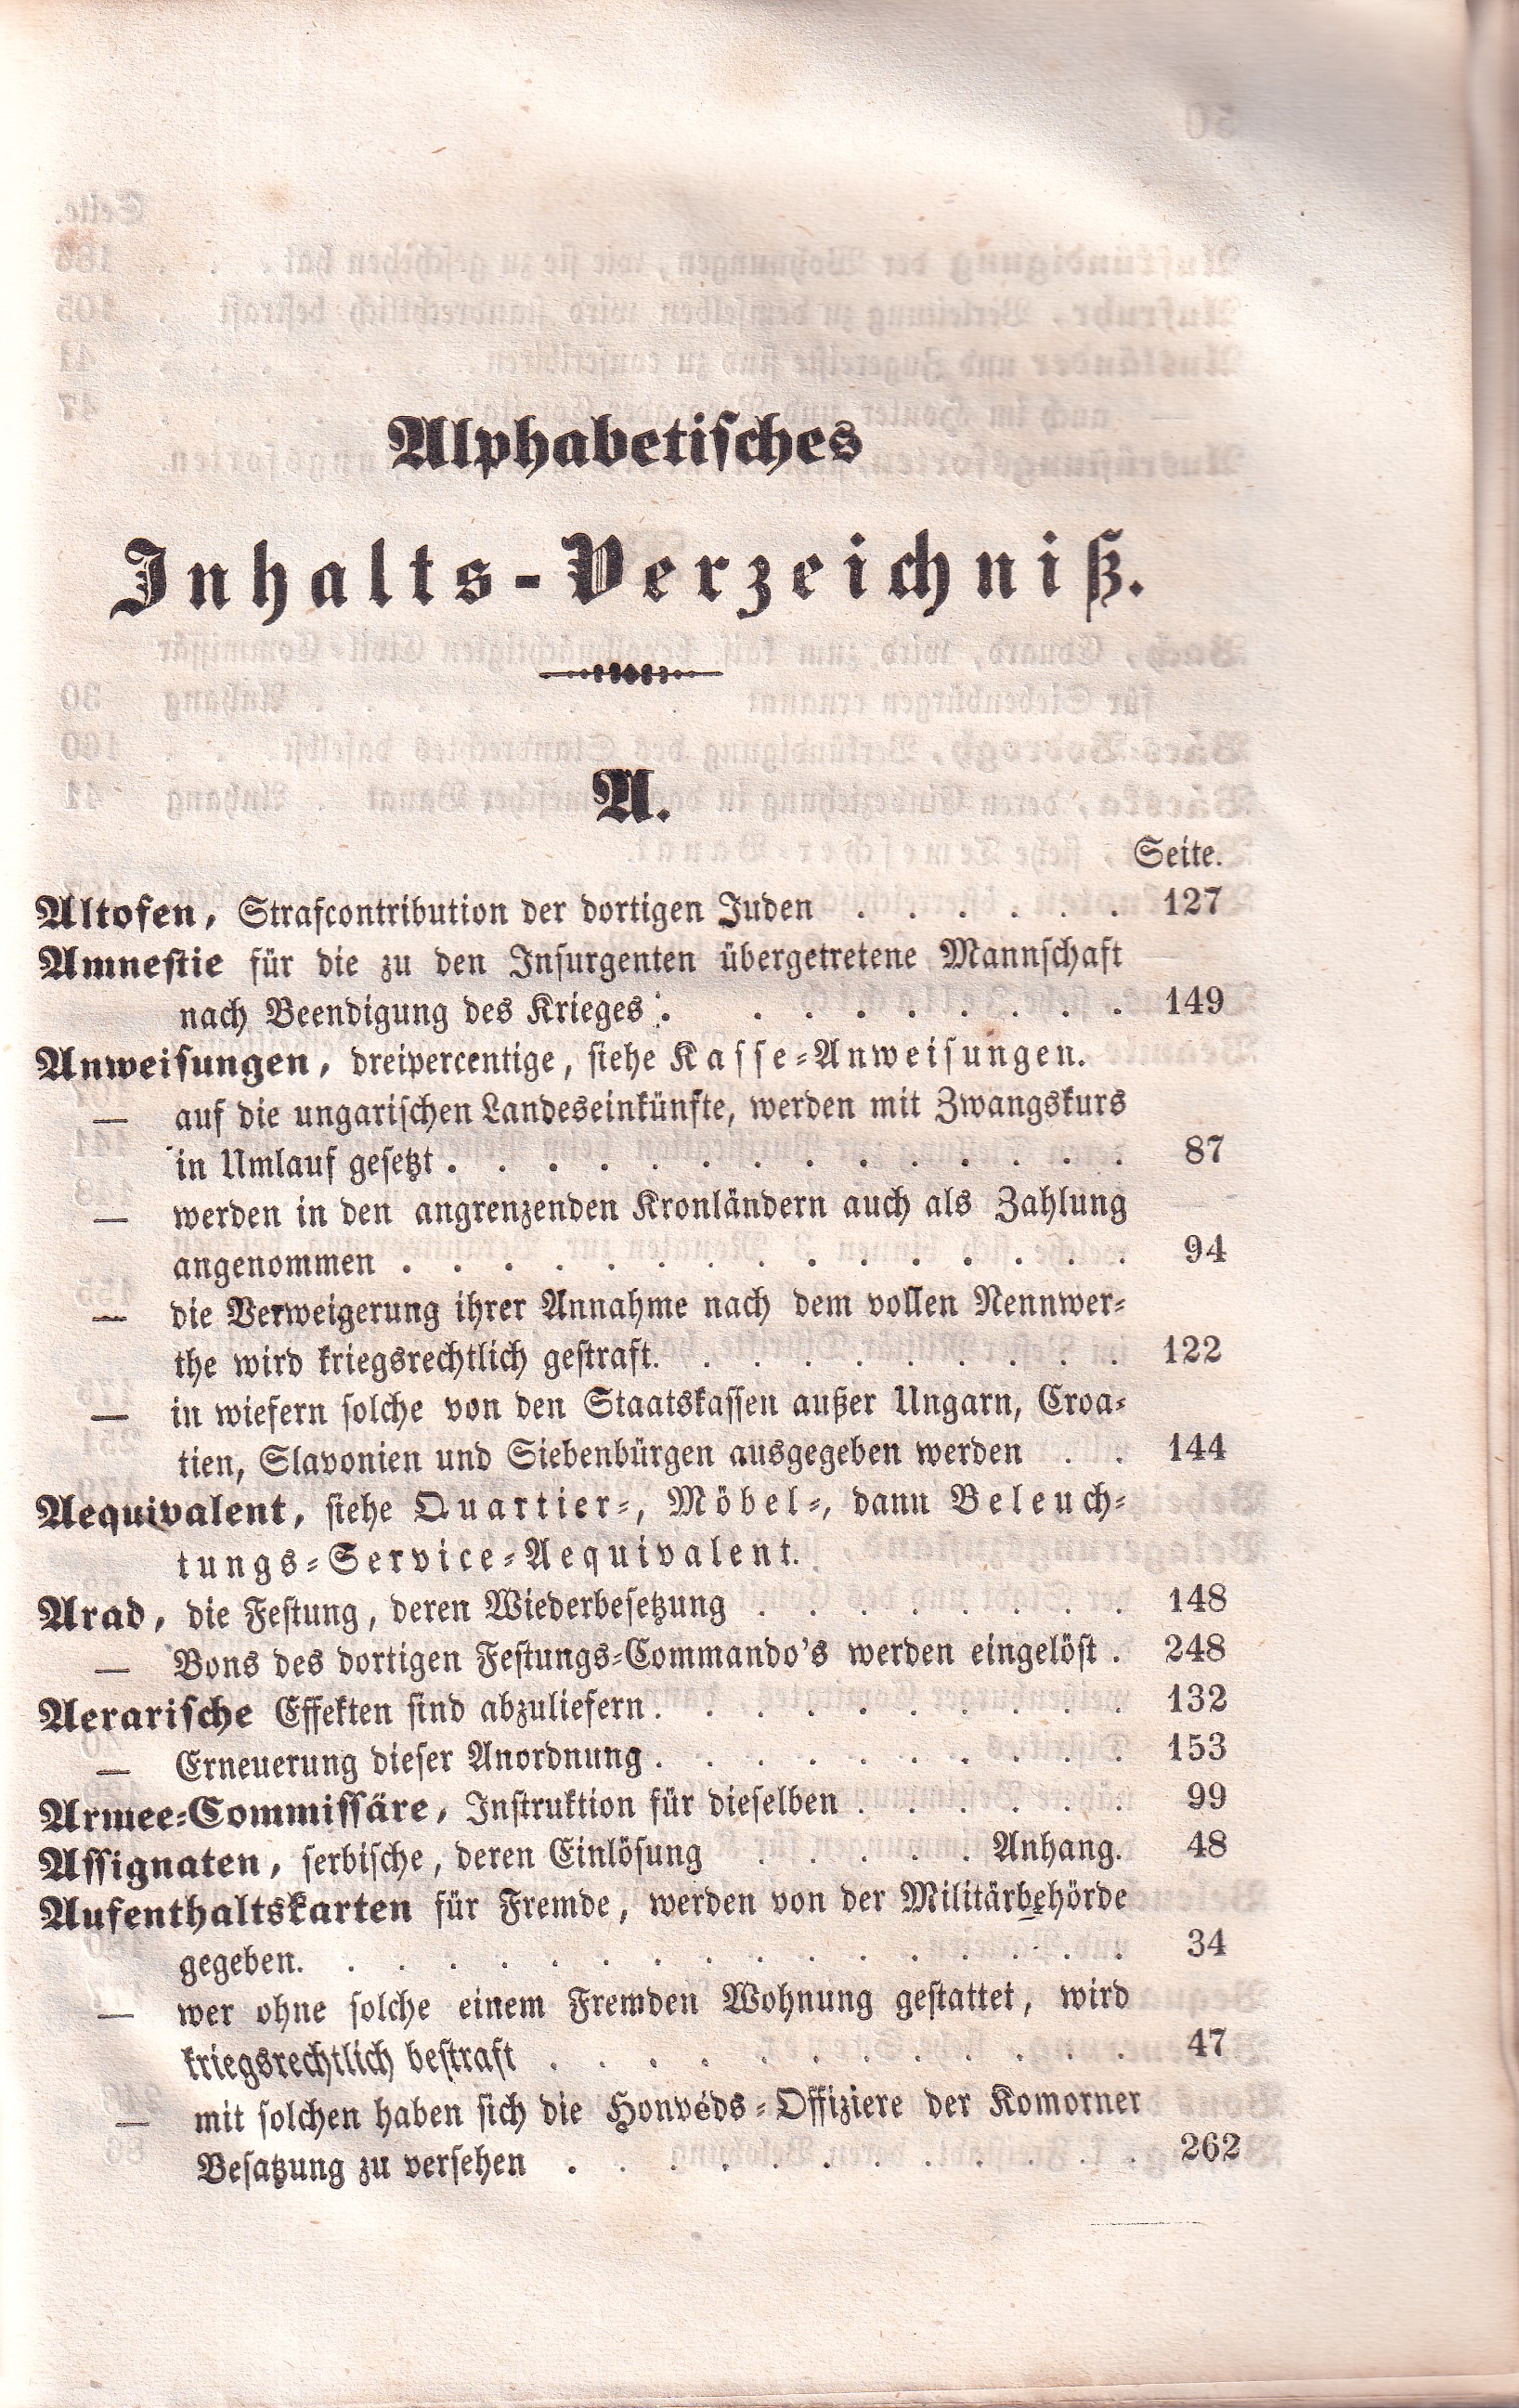 Alphabetisches
Inhalts-Verzeichniß.
A.
Seite.
Altofen, Strafcontribution der dortigen Juden . . . . . . 127
Amnestie für die zu den Insurgenten übergetretene Mannschaft
nach Beendigung des Krieges . . . . . . . . . 149
Anweisungen, dreipercentige, siehe Kasse-Anweisungen.
— auf die ungarischen Landeseinkünfte, werden mit Zwangskurs
in Umlauf gesetzt . . . . . . . . . . . . . . 87
— werden in den angrenzenden Kronländern auch als Zahlung
angenommen . . . . . . . . . . . . . . . 94
— die Verweigerung ihrer Annahme nach dem vollen Nennwer-
the wird kriegsrechtlich gestraft. . . . . . . . . . 122
— in wiefern solche von den Staatskassen außer Ungarn, Croa-
tien, Slavonien und Siebenbürgen ausgegeben werden . . 144
Aequivalent, siehe Quartier-, Möbel-, dann Beleuch-
tungs-Service-Aequivalent.
Arad, die Festung, deren Wiederbesetzung . . . . . . . . 148
— Bons des dortigen Festungs-Commando's werden eingelöst . 248
Aerarische Effekten sind abzuliefern . . . . . . . . . . 132
— Erneuerung dieser Anordnung . . . . . . . . . . 153
Armee-Commissäre, Instruktion für dieselben . . . . . . 99
Assignaten, serbische, deren Einlösung . . . . . Anhang. 48
Aufenthaltskarten für Fremde, werden von der Militärbehörde
gegeben. . . . . . . . . . . . . . . . . 34
— wer ohne solche einem Fremden Wohnung gestattet, wird
kriegsrechtlich bestraft . . . . . . . . . . . . 47
— mit solchen haben sich die Honvéds-Offiziere der Komorner
Besatzung zu versehen . . . . . . . . . . . . 262